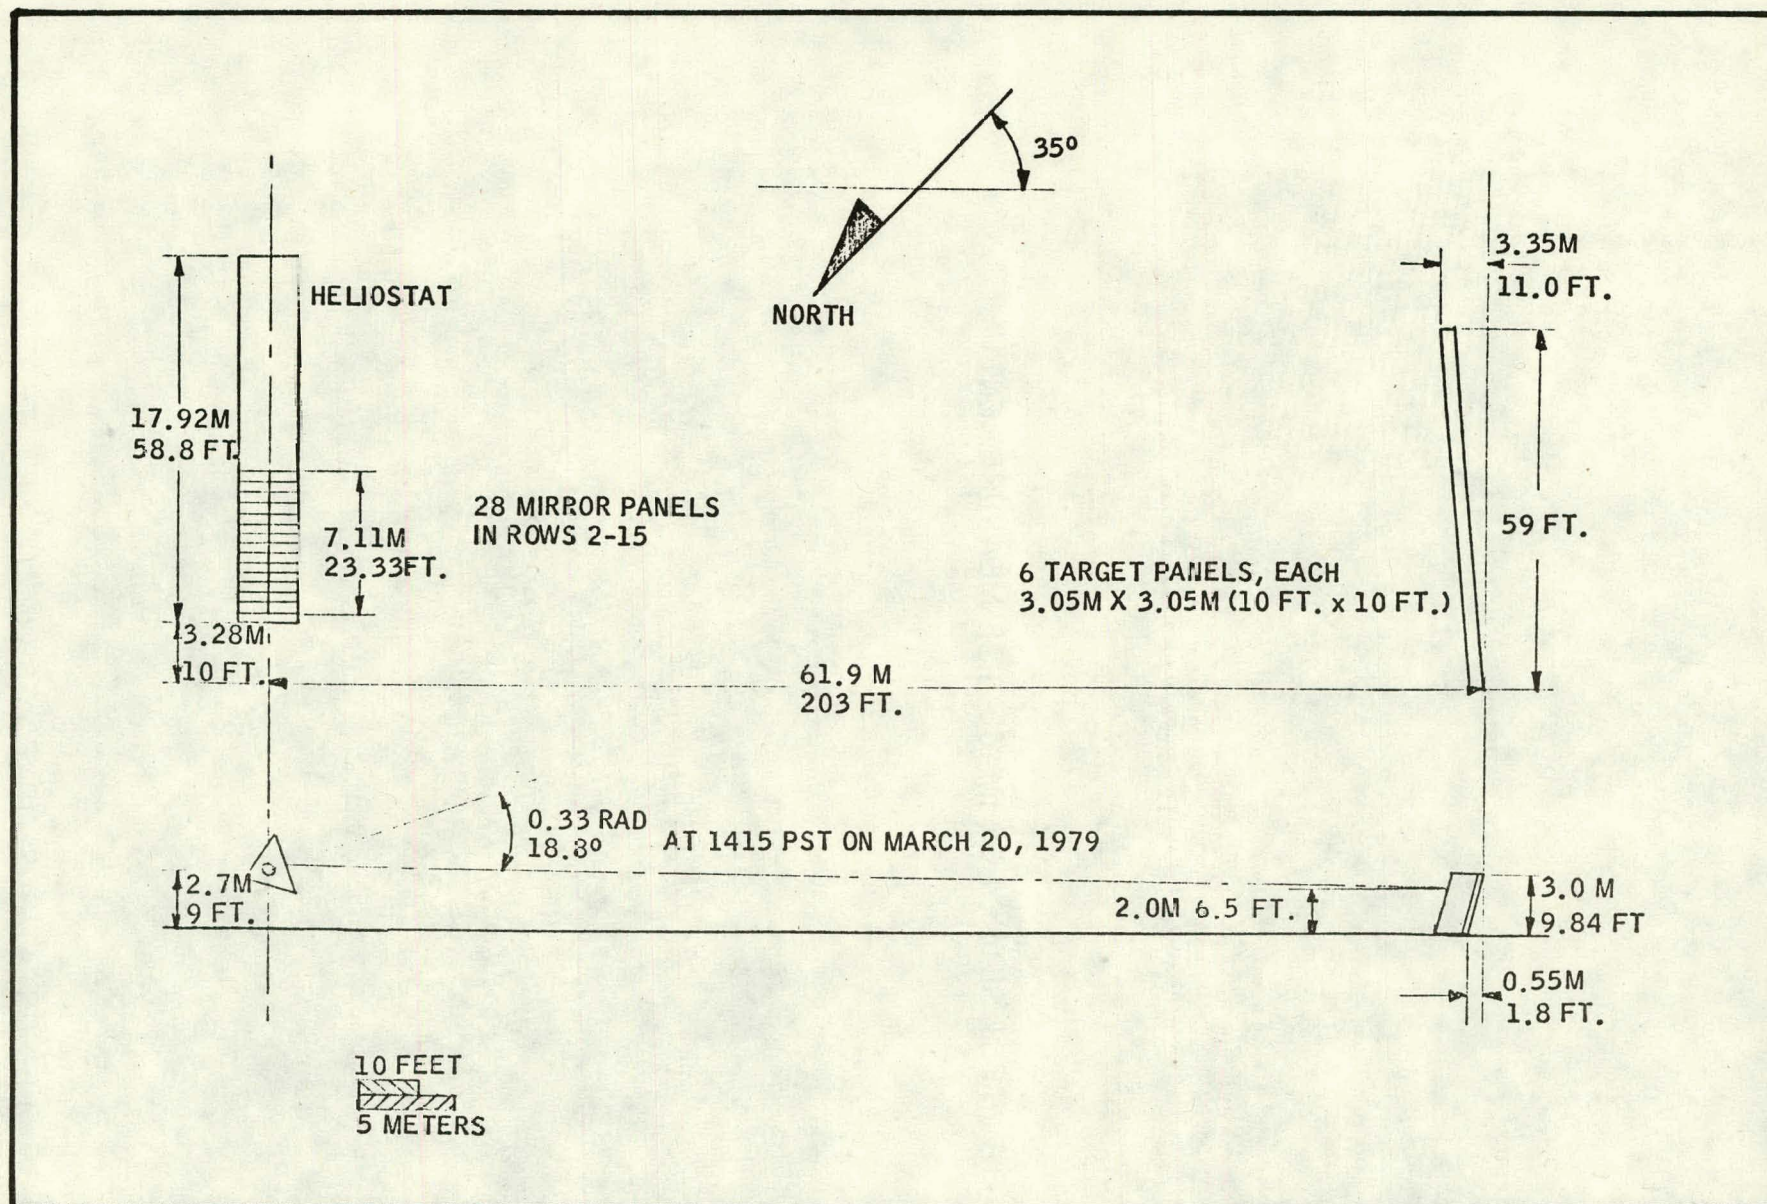 35º
3.35M
11.0 FT.
HELIOSTAT
NORTH
17.92M
58.8 FT.
28 MIRROR PANELS
IN ROWS 2-15
7.11M
23.33FT.
59 FT.
6 TARGET PANELS, EACH
3.05M X 3.05M (10 FT. x 10 FT.)
3.28M
10 FT.
61.9 M
203 FT.
0.33 RAD
18.8º
AT 1415 PST ON MARCH 20, 1979
2.7M
9 FT.
2.0M 6.5 FT.
3.0 M
9.84 FT
0.55M
1.8 FT.
10 FEET
5 METERS